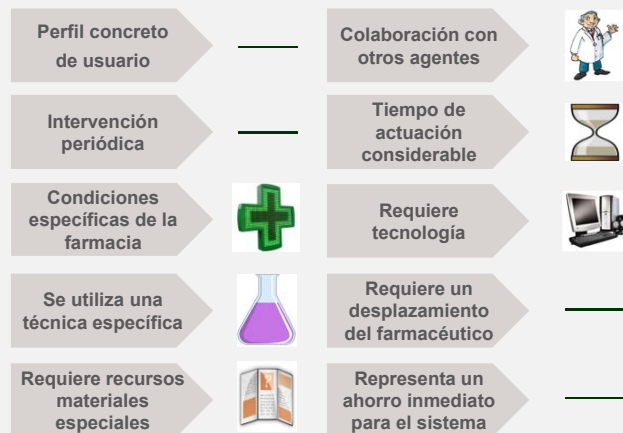 Perfil concreto
de usuario
Colaboración con
otros agentes
Intervención
periódica
Tiempo de
actuación
considerable
Condiciones
específicas de la
farmacia
Requiere
tecnología
Se utiliza una
técnica específica
Requiere un
desplazamiento
del farmacéutico
Requiere recursos
materiales
especiales
Representa un
ahorro inmediato
para el sistema